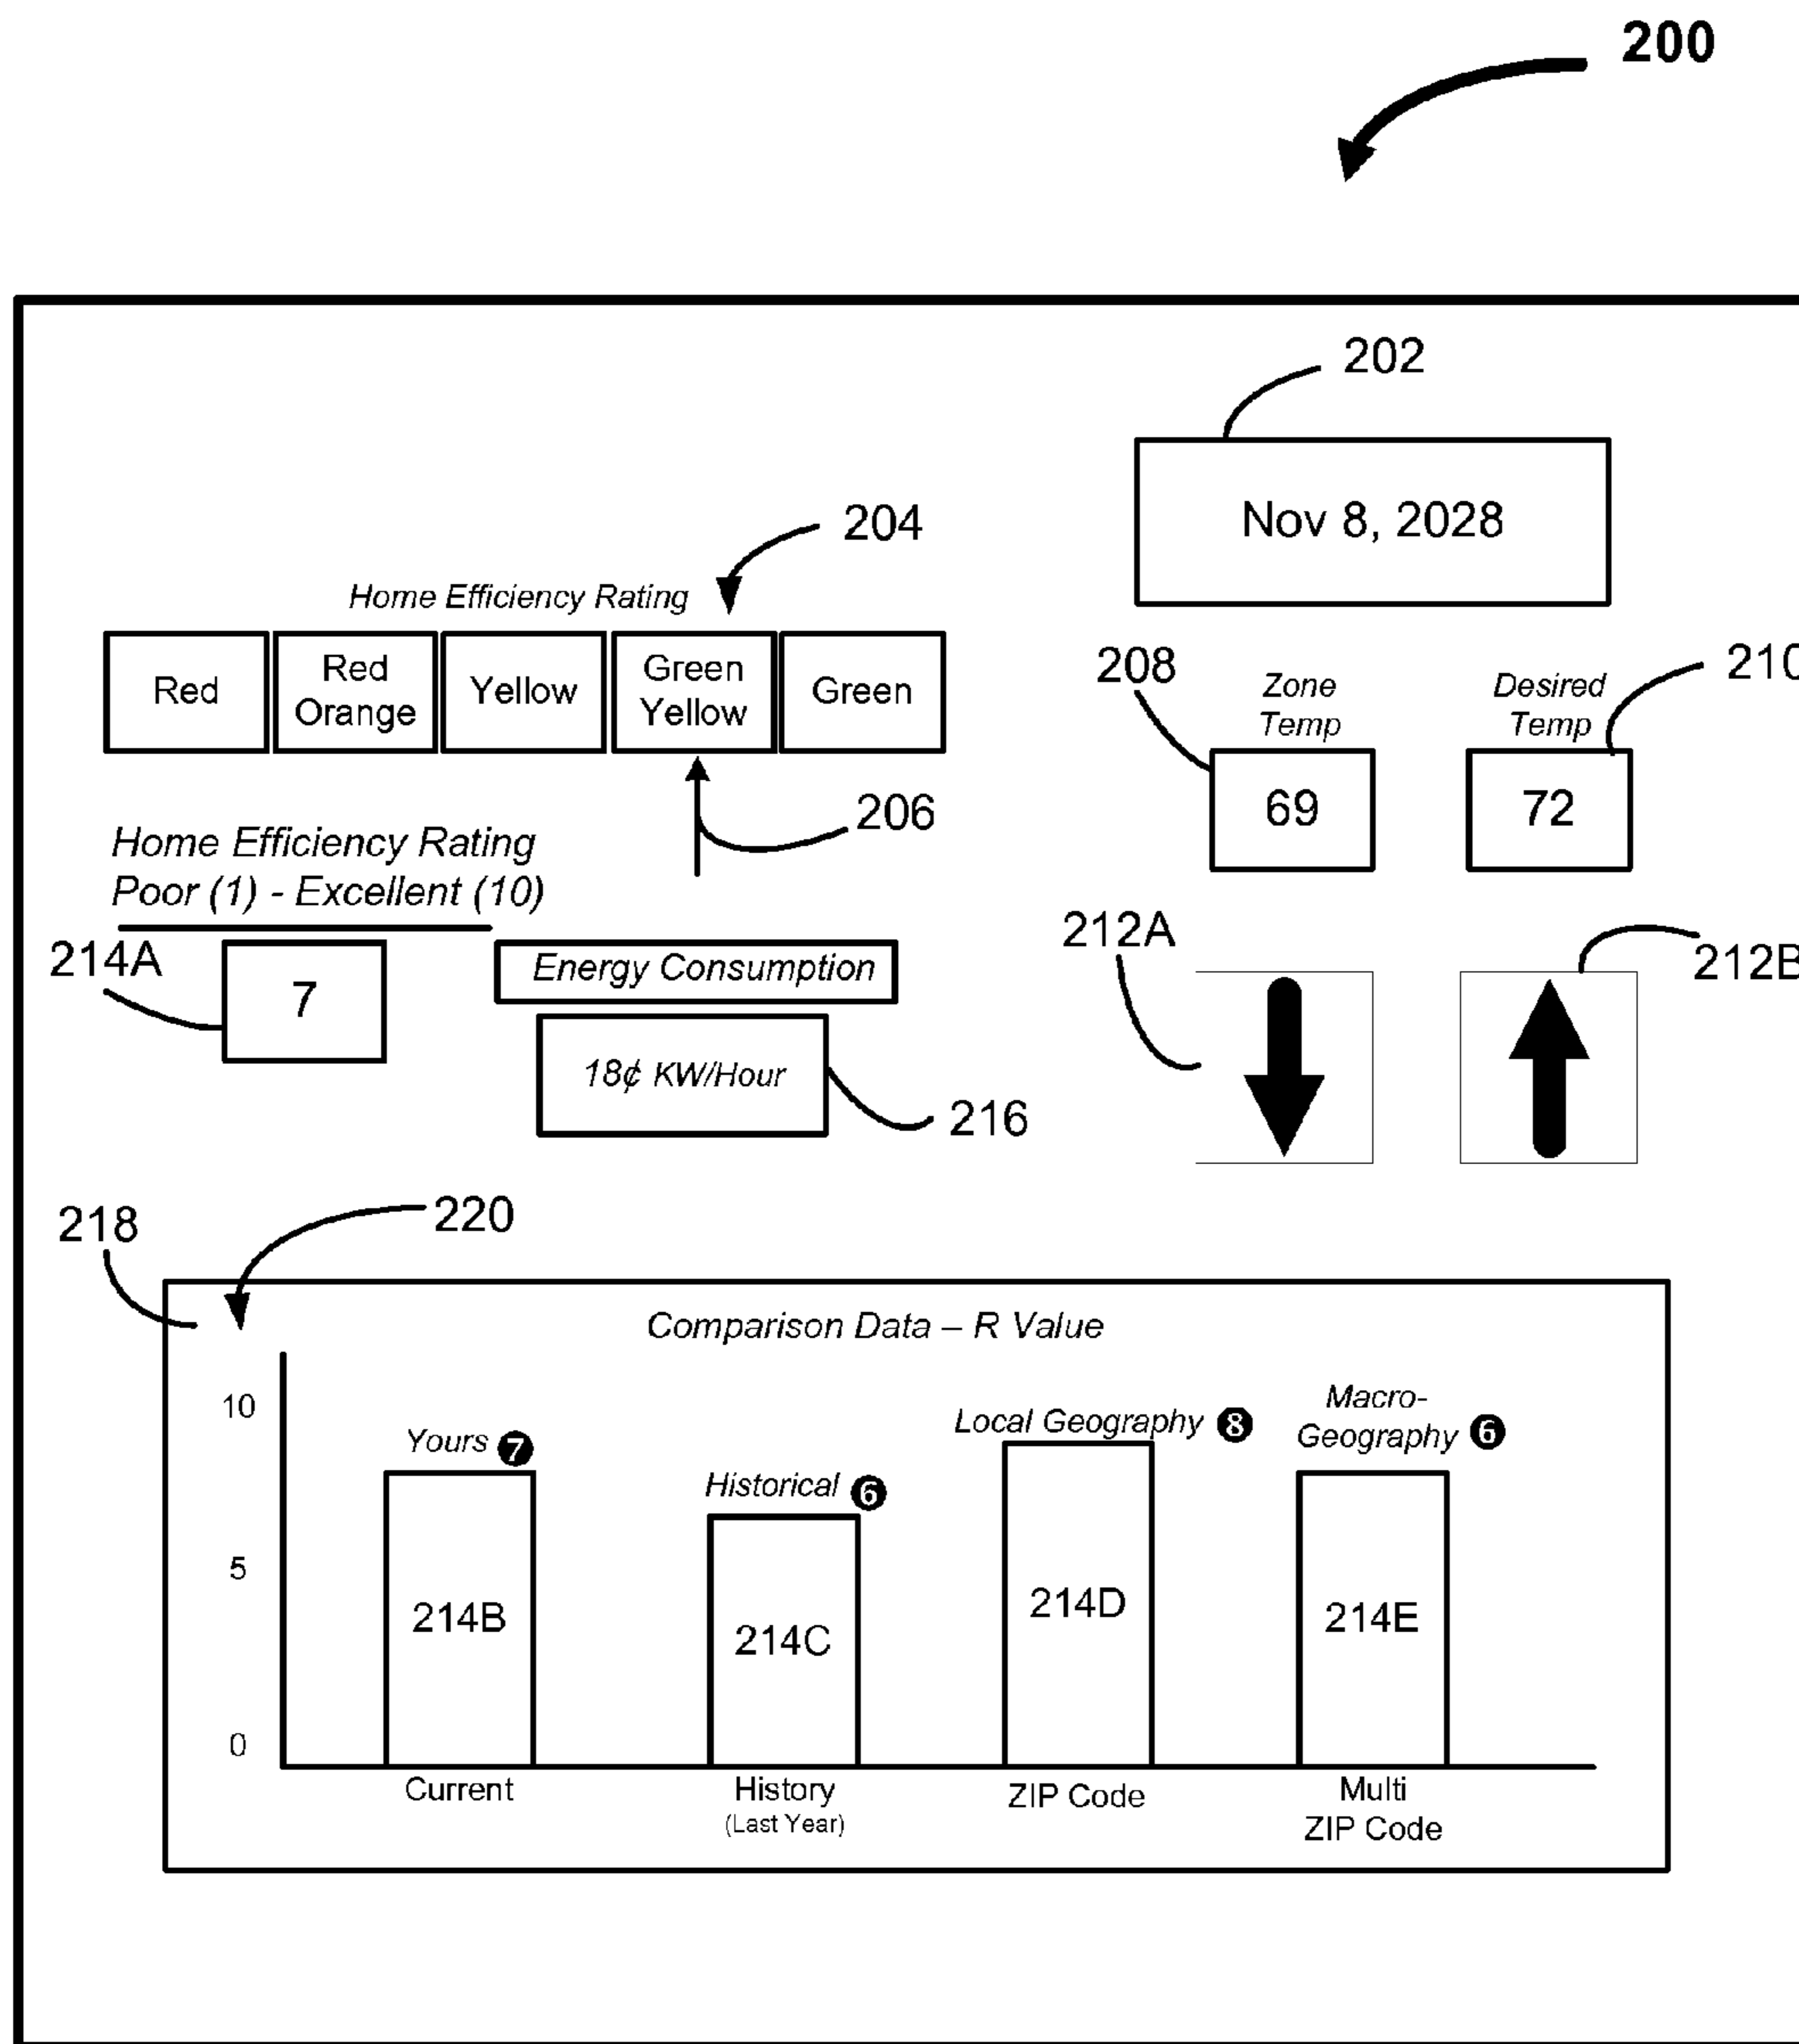 200
202
Nov 8, 2028
204
Home Efficiency Rating
Red
Red
Orange
Yellow
Green
Yellow
Green
206
208
Zone
Temp
69
210
Desired
Temp
72
Home Efficiency Rating
Poor (1) - Excellent (10)
214A
7
Energy Consumption
18¢ KW/Hour
216
212A
212B
218
220
Comparison Data – R Value
10
5
0
Yours 7
214B
Current
Historical 6
214C
History
(Last Year)
Local Geography 8
214D
ZIP Code
Macro-
Geography 6
214E
Multi
ZIP Code